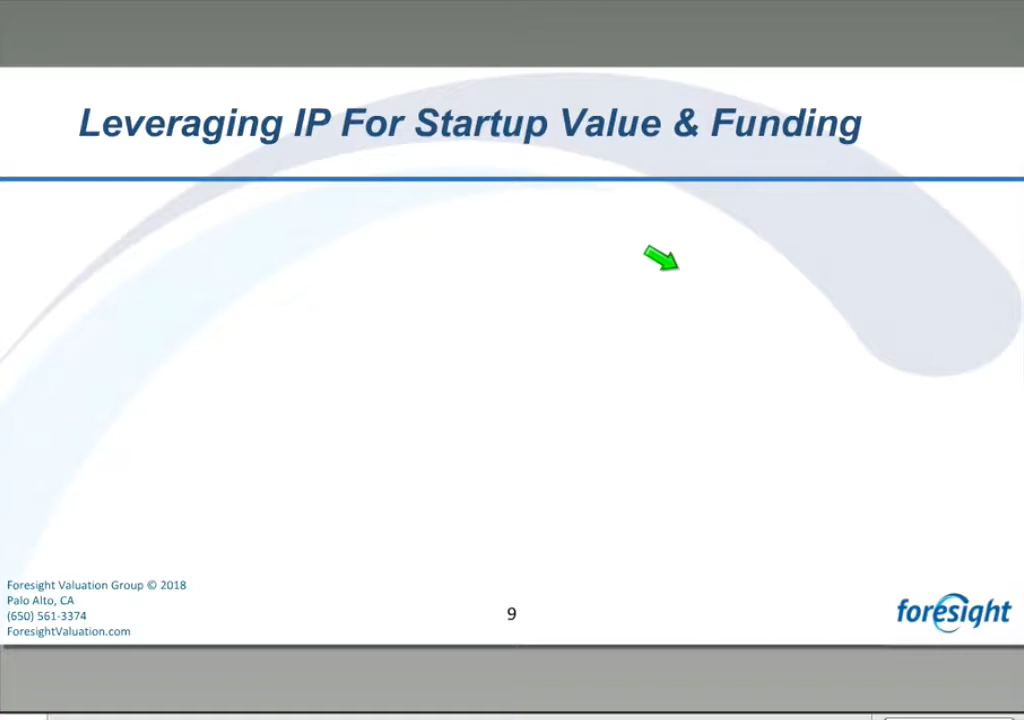 Leveraging IP For Startup Value & Funding
Foresight Valuation Group © 2018
Palo Alto, CA
(650) 561-3374
ForesightValuation.com
9
foresight